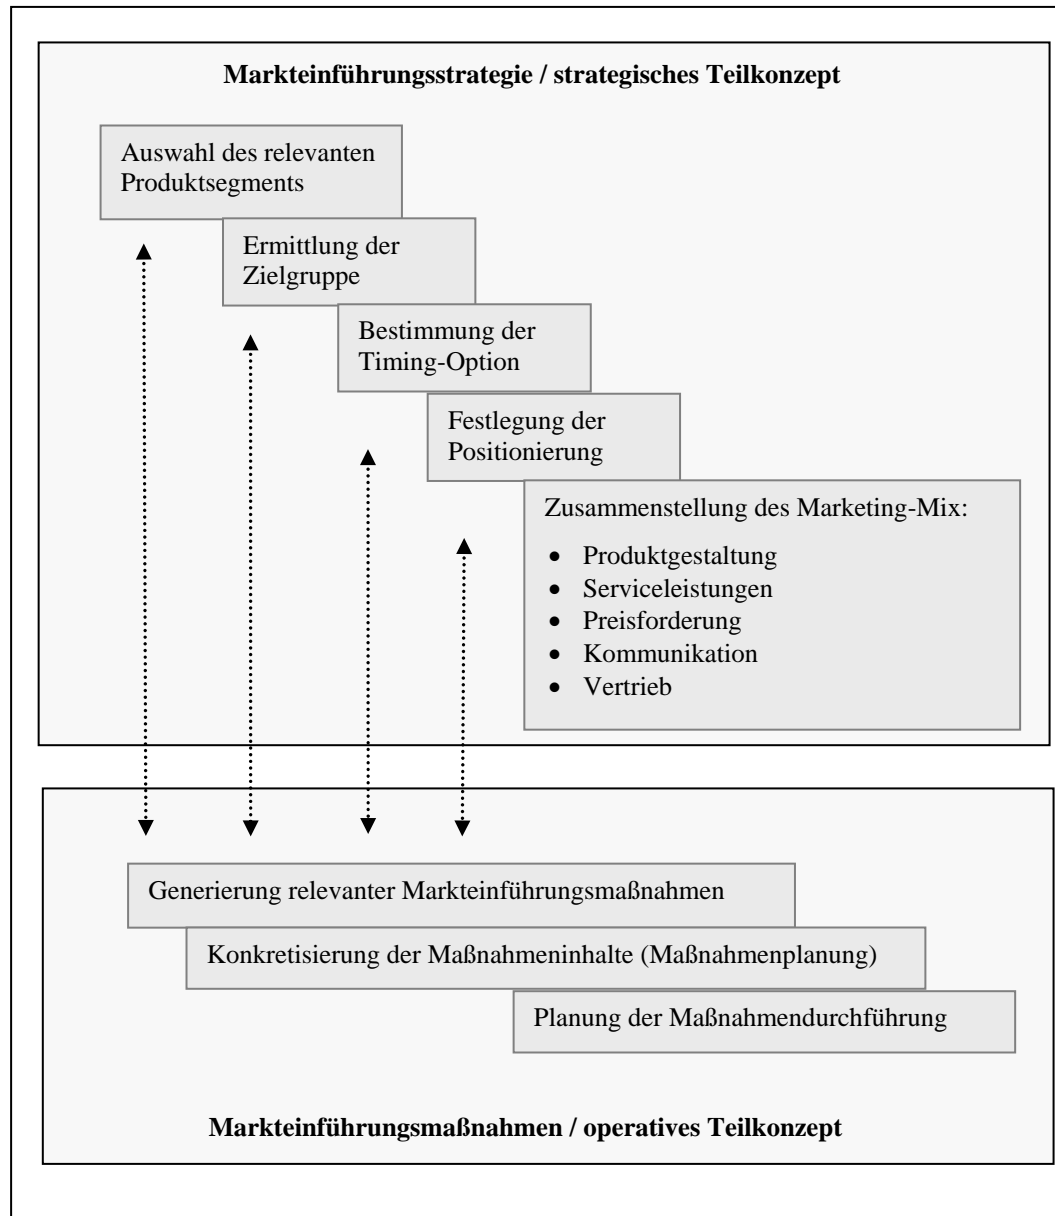 Markteinführungsstrategie / strategisches Teilkonzept
Auswahl des relevanten
Produktsegments
Ermittlung der
Zielgruppe
Bestimmung der
Timing-Option
Festlegung der
Positionierung
Zusammenstellung des Marketing-Mix:
• Produktgestaltung
• Serviceleistungen
• Preisforderung
• Kommunikation
• Vertrieb
Generierung relevanter Markteinführungsmaßnahmen
Konkretisierung der Maßnahmeninhalte (Maßnahmenplanung)
Planung der Maßnahmendurchführung
Markteinführungsmaßnahmen / operatives Teilkonzept